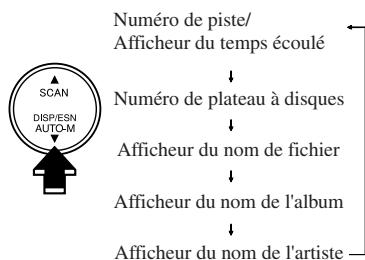 Numéro de piste/
Afficheur du temps écoulé
SCAN
DISP/ESN
AUTO-M
Numéro de plateau à disques
Afficheur du nom de fichier
Afficheur du nom de l'album
Afficheur du nom de l'artiste